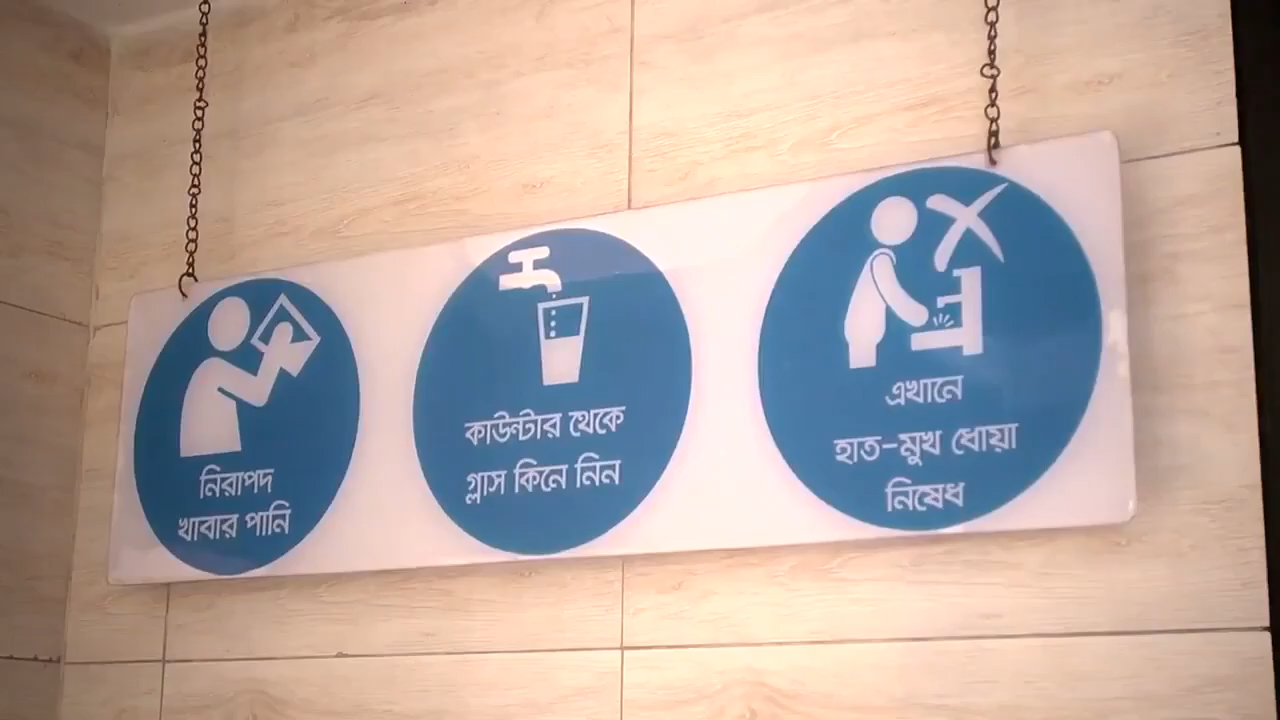 নিরাপদ
খাবার পানি
কাউন্টার থেকে
গ্লাস কিনে নিন
এখানে
হাত-মুখ ধোয়া
নিষেধ